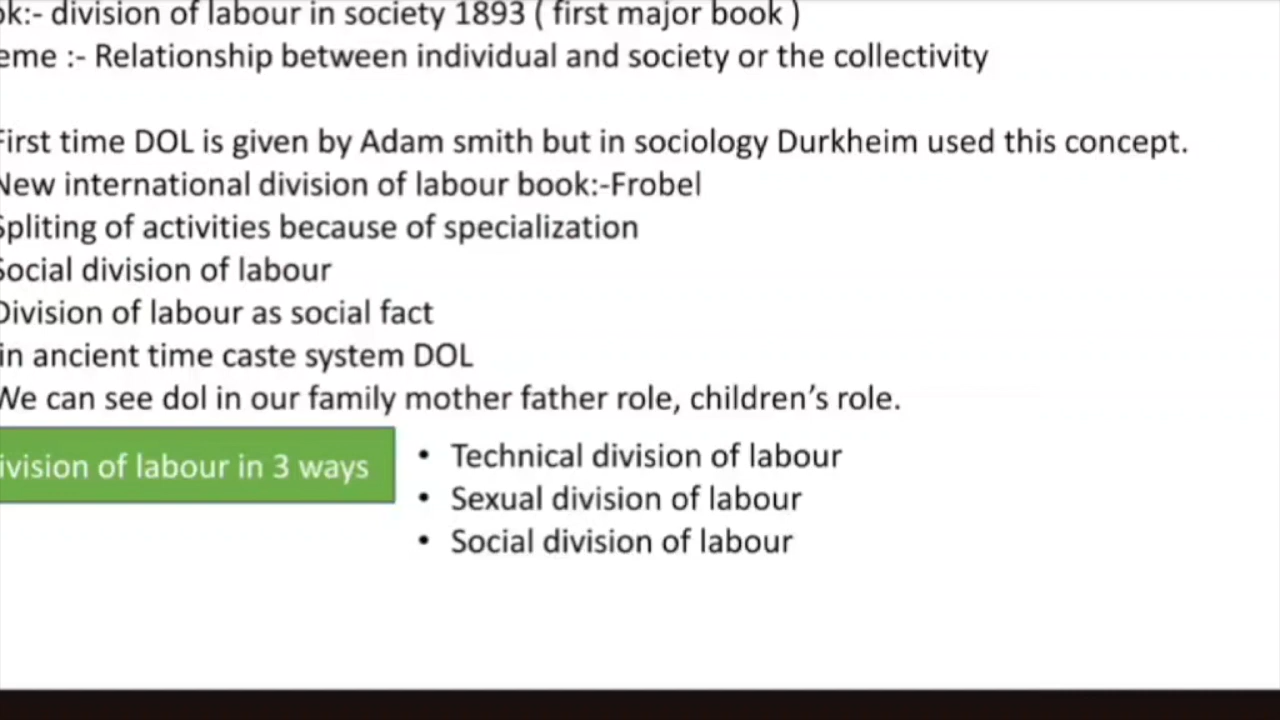 ok:- division of labour in society 1893 ( first major book )
eme :- Relationship between individual and society or the collectivity
First time DOL is given by Adam smith but in sociology Durkheim used this concept.
New international division of labour book:-Frobel
Spliting of activities because of specialization
Social division of labour
Division of labour as social fact
in ancient time caste system DOL
We can see dol in our family mother father role, children's role.
ivision of labour in 3 ways
• Technical division of labour
• Sexual division of labour
• Social division of labour